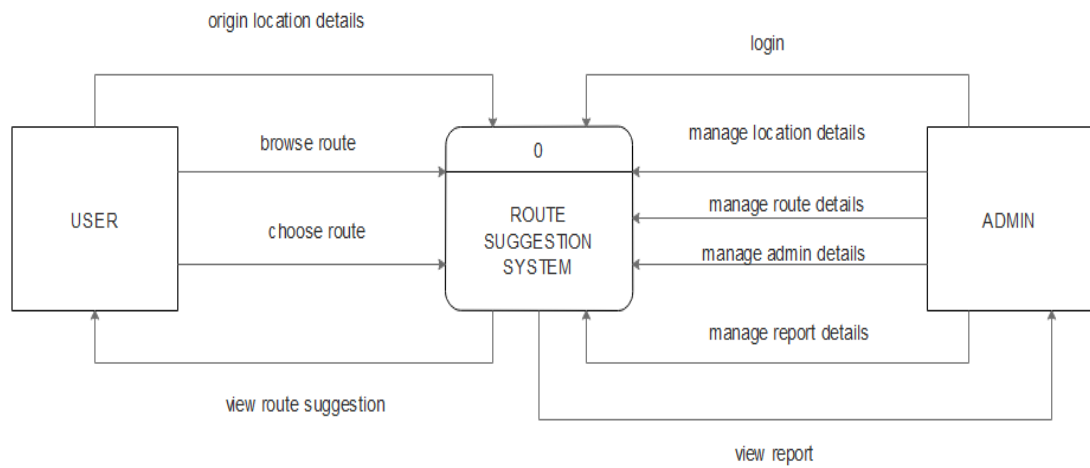 origin location details
login
browse route
0
manage location details
USER
ROUTE
SUGGESTION
SYSTEM
manage route details
ADMIN
choose route
manage admin details
manage report details
view route suggestion
view report